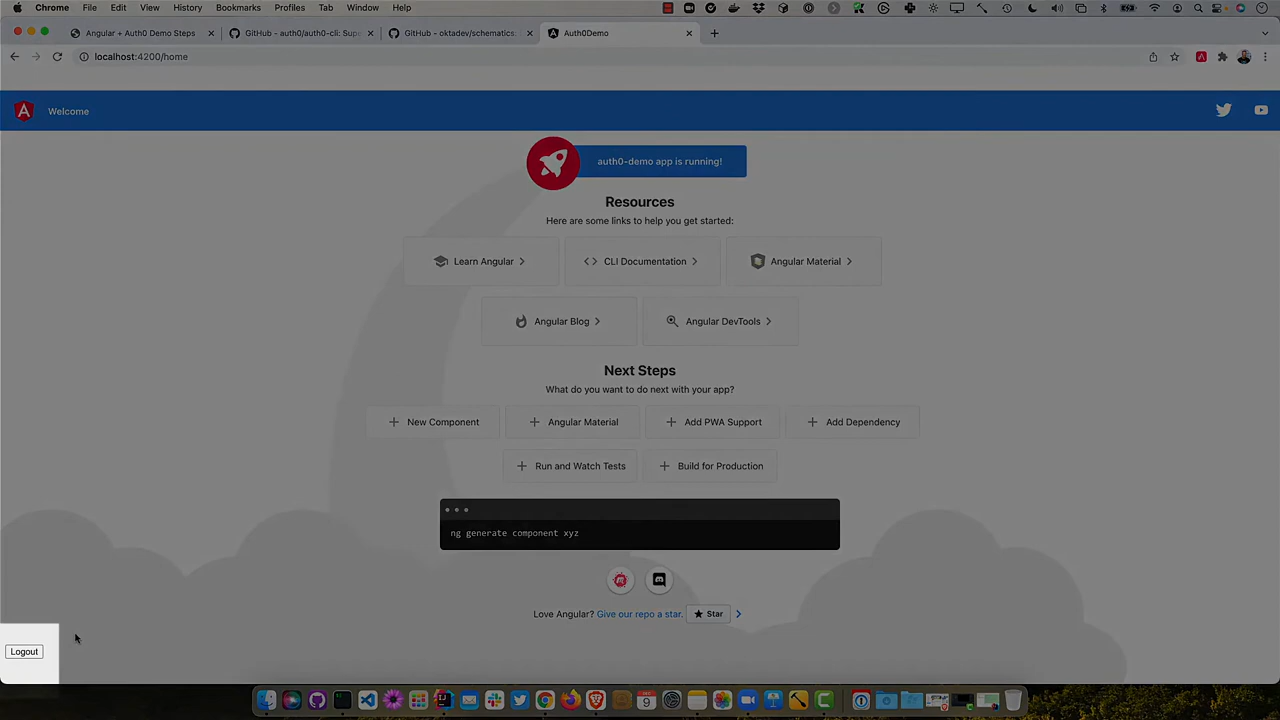 Chrome File Edit View History Bookmarks Profiles Tab Window Help
Angular + Auth0 Demo Steps
GitHub - auth0/auth0-cli: Supe
GitHub - oktadev/schematics:
Auth0Demo
localhost:4200/home
Welcome
auth0-demo app is running!
Resources
Here are some links to help you get started:
Learn Angular
CLI Documentation
Angular Material
Angular Blog
Angular DevTools
Next Steps
What do you want to do next with your app?
New Component
Angular Material
Add PWA Support
Add Dependency
Run and Watch Tests
Build for Production
ng generate component xyz
Love Angular? Give our repo a star.
Star
Logout